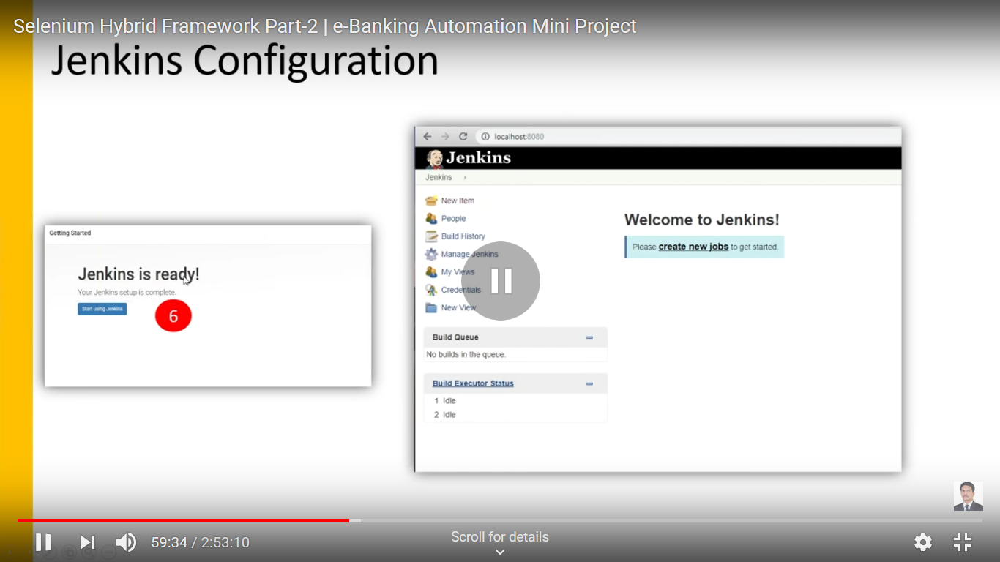 Selenium Hybrid Framework Part-2 | e-Banking Automation Mini Project
Jenkins Configuration
Getting Started
Jenkins is ready!
Your Jenkins setup is complete.
Start using Jenkins
6
localhost:8080
Jenkins
Jenkins
New Item
People
Build History
Manage Jenkins
My Views
Credentials
New View
Build Queue
No builds in the queue.
Build Executor Status
1 Idle
2 Idle
Welcome to Jenkins!
Please create new jobs to get started.
59:34 / 2:53:10
Scroll for details